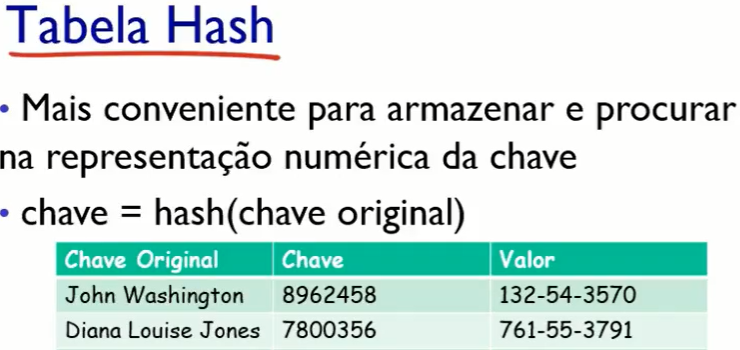 Tabela Hash
• Mais conveniente para armazenar e procurar
na representação numérica da chave
• chave = hash(chave original)
Chave Original Chave Valor
John Washington 8962458 132-54-3570
Diana Louise Jones 7800356 761-55-3791